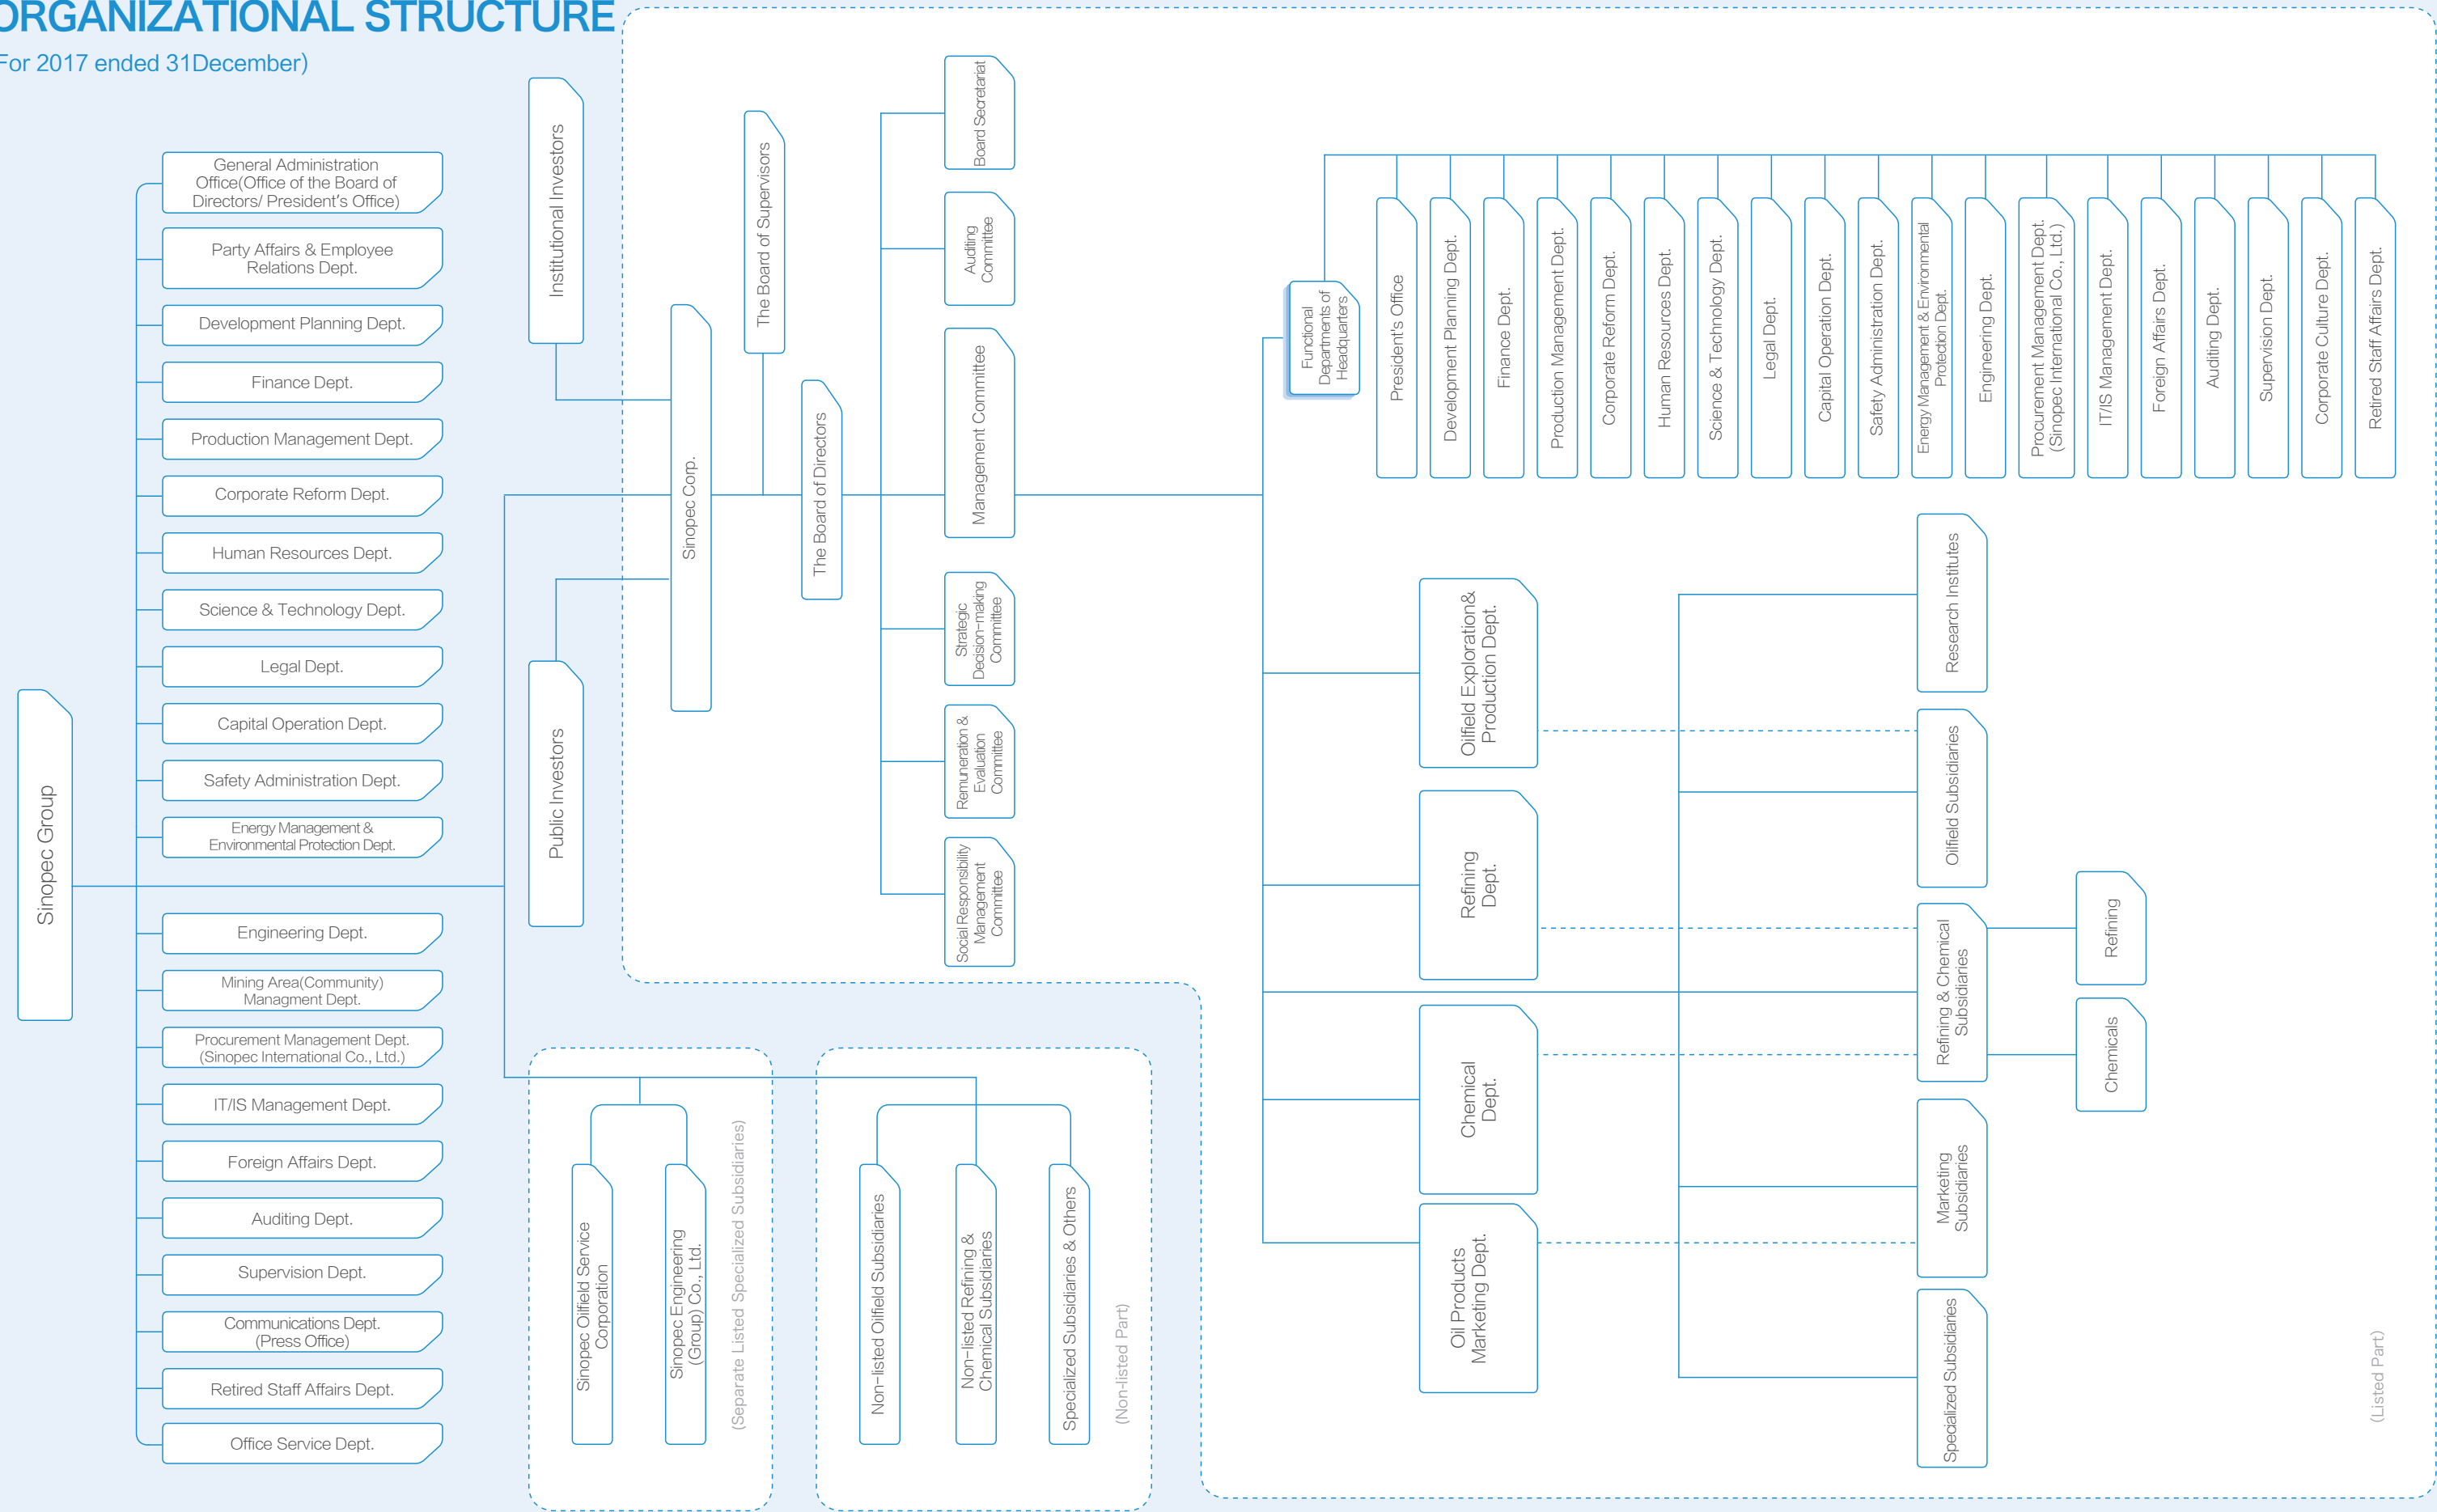 ORGANIZATIONAL STRUCTURE
For 2017 ended 31December)
Sinopec Group
General Administration
Office(Office of the Board of
Directors/ President's Office)
Party Affairs & Employee
Relations Dept.
Development Planning Dept.
Finance Dept.
Production Management Dept.
Corporate Reform Dept.
Human Resources Dept.
Science & Technology Dept.
Legal Dept.
Capital Operation Dept.
Safety Administration Dept.
Energy Management &
Environmental Protection Dept.
Engineering Dept.
Mining Area(Community)
Managment Dept.
Procurement Management Dept.
(Sinopec International Co., Ltd.)
IT/IS Management Dept.
Foreign Affairs Dept.
Auditing Dept.
Supervision Dept.
Communications Dept.
(Press Office)
Retired Staff Affairs Dept.
Office Service Dept.
Institutional Investors
Public Investors
Sinopec Corp.
The Board of Supervisors
The Board of Directors
Board Secretariat
Auditing
Committee
Management Committee
Strategic
Decision-making
Committee
Remuneration &
Evaluation
Committee
Social Responsibility
Management
Committee
Sinopec Oilfield Service
Corporation
Sinopec Engineering
(Group) Co., Ltd.
(Separate Listed Specialized Subsidiaries)
Non-listed Oilfield Subsidiaries
Non-listed Refining &
Chemical Subsidiaries
Specialized Subsidiaries & Others
(Non-listed Part)
Functional
Departments of
Headquarters
President's Office
Development Planning Dept.
Finance Dept.
Production Management Dept.
Corporate Reform Dept.
Human Resources Dept.
Science & Technology Dept.
Legal Dept.
Capital Operation Dept.
Safety Administration Dept.
Energy Management & Environmental
Protection Dept.
Engineering Dept.
Procurement Management Dept.
(Sinopec International Co., Ltd.)
IT/IS Management Dept.
Foreign Affairs Dept.
Auditing Dept.
Supervision Dept.
Corporate Culture Dept.
Retired Staff Affairs Dept.
Oilfield Exploration&
Production Dept.
Refining
Dept.
Chemical
Dept.
Oil Products
Marketing Dept.
Research Institutes
Oilfield Subsidiaries
Refining & Chemical
Subsidiaries
Marketing
Subsidiaries
Specialized Subsidiaries
Refining
Chemicals
(Listed Part)